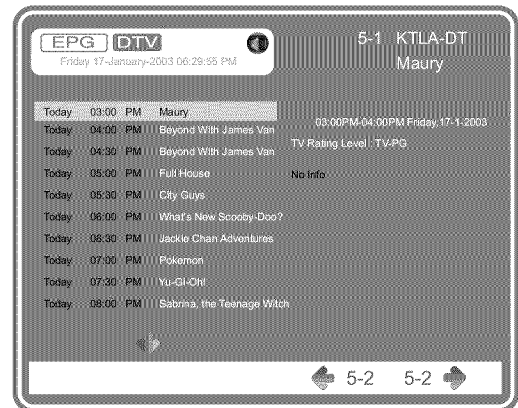 EPG DTV
Friday 17-January-2003 06:29:55 PM
5-1 KTLA-DT
Maury
Today 03:00 PM Maury
Today 04:00 PM Beyond With James Van
Today 04:30 PM Beyond With James Van
Today 05:00 PM Full House
Today 05:30 PM City Guys
Today 06:00 PM What's New Scooby-Doo?
Today 06:30 PM Jackie Chan Adventures
Today 07:00 PM Pokemon
Today 07:30 PM Yu-Gi-Oh!
Today 08:00 PM Sabrina, the Teenage Witch
03:00PM-04:00PM Friday,17-1-2003
TV Rating Level : TV-PG
No Info
5-2 5-2